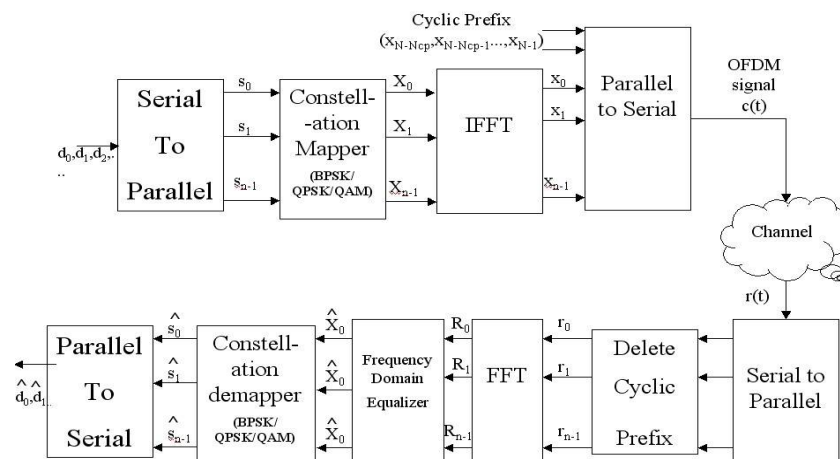 Cyclic Prefix
(x_N-Ncp,x_N-Ncp-1...,x_N-1)
Serial
To
Parallel
d0,d1,d2,.
..
s0
s1
sn-1
Constell-
-ation
Mapper
(BPSK/
QPSK/QAM)
X0
X1
Xn-1
IFFT
x0
x1
xn-1
Parallel
to Serial
OFDM
signal
c(t)
Channel
r(t)
Serial to
Parallel
Delete
Cyclic
Prefix
r0
r1
rn-1
FFT
R0
R1
Rn-1
Frequency
Domain
Equalizer
X̂0
X̂0
X̂0
Constell-
ation
demapper
(BPSK/
QPSK/QAM)
ŝ0
ŝ1
ŝn-1
Parallel
To
Serial
d̂0,d̂1..